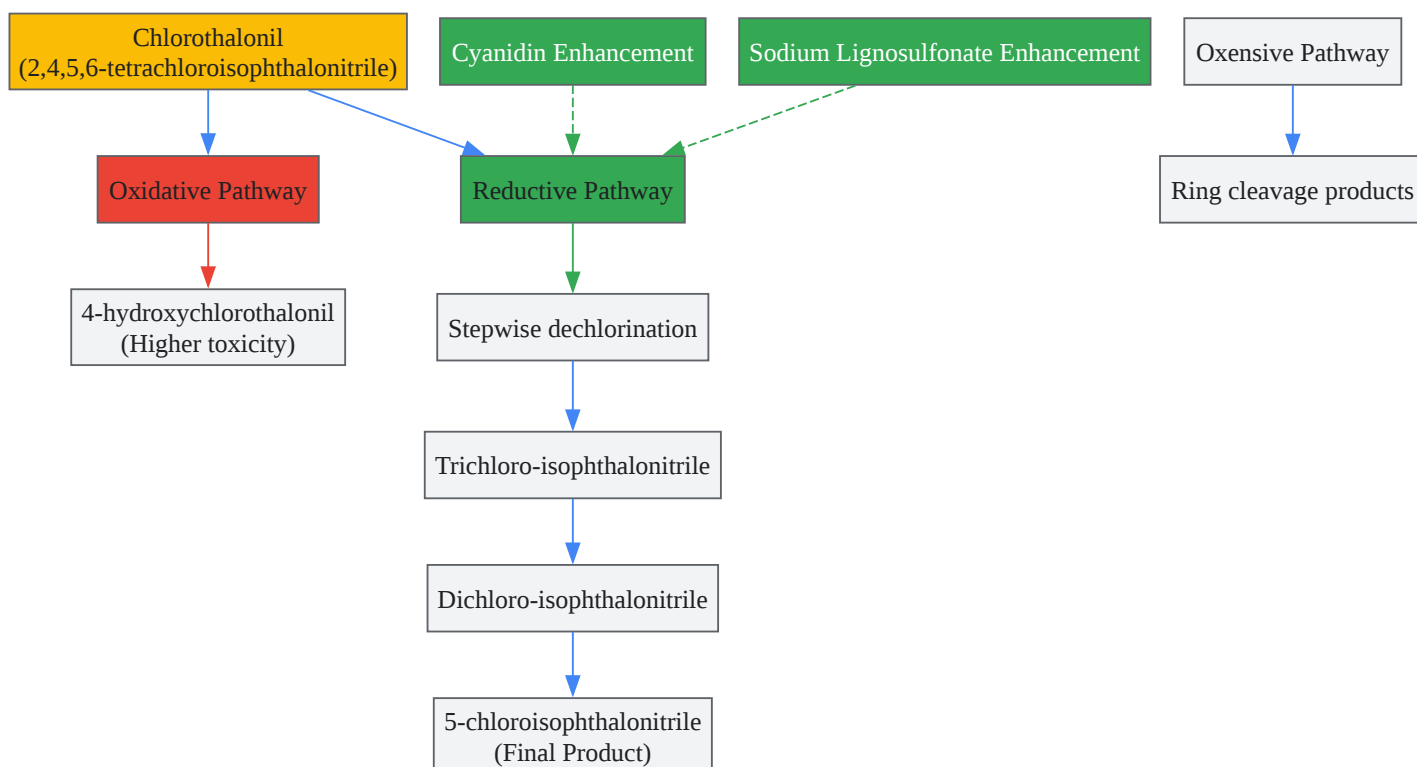 Chlorothalonil
(2,4,5,6-tetrachloroisophthalonitrile)
Cyanidin Enhancement
Sodium Lignosulfonate Enhancement
Oxensive Pathway
Oxidative Pathway
Reductive Pathway
Ring cleavage products
4-hydroxychlorothalonil
(Higher toxicity)
Stepwise dechlorination
Trichloro-isophthalonitrile
Dichloro-isophthalonitrile
5-chloroisophthalonitrile
(Final Product)